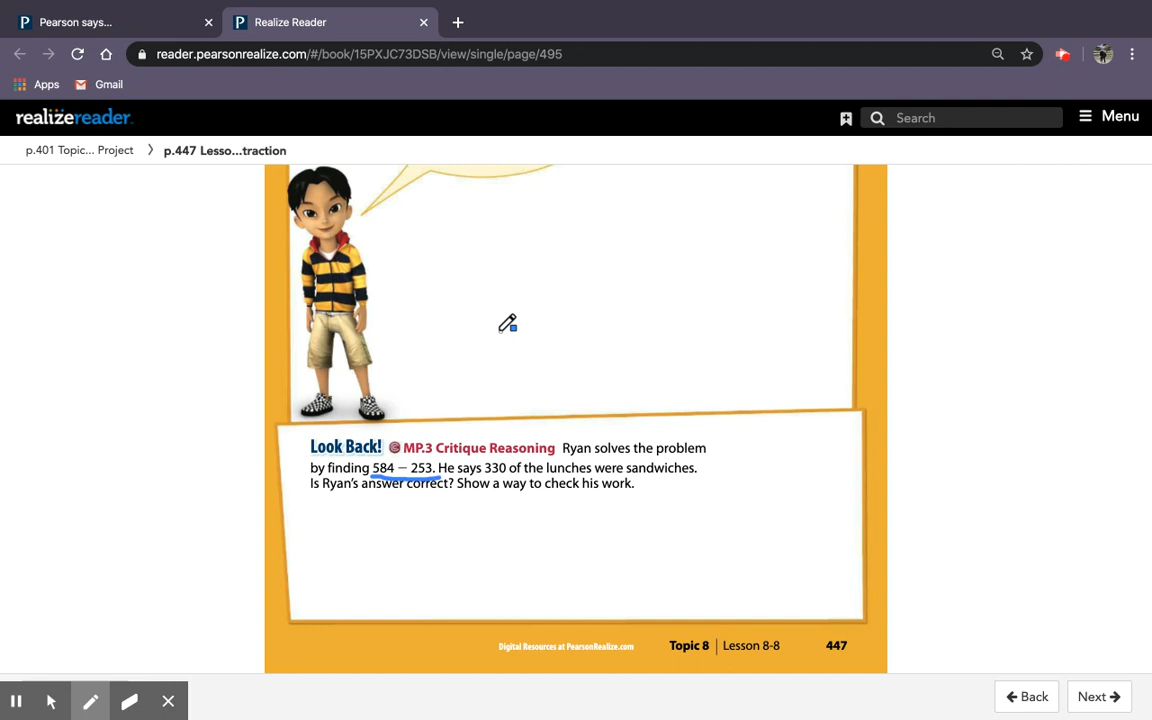 Pearson says...
Realize Reader
reader.pearsonrealize.com/#/book/15PXJC73DSB/view/single/page/495
Apps
Gmail
realizereader.
Search
Menu
p.401 Topic... Project
p.447 Lesso...traction
Look Back! MP.3 Critique Reasoning Ryan solves the problem
by finding 584 − 253. He says 330 of the lunches were sandwiches.
Is Ryan's answer correct? Show a way to check his work.
Digital Resources at PearsonRealize.com Topic 8 | Lesson 8-8 447
Back
Next